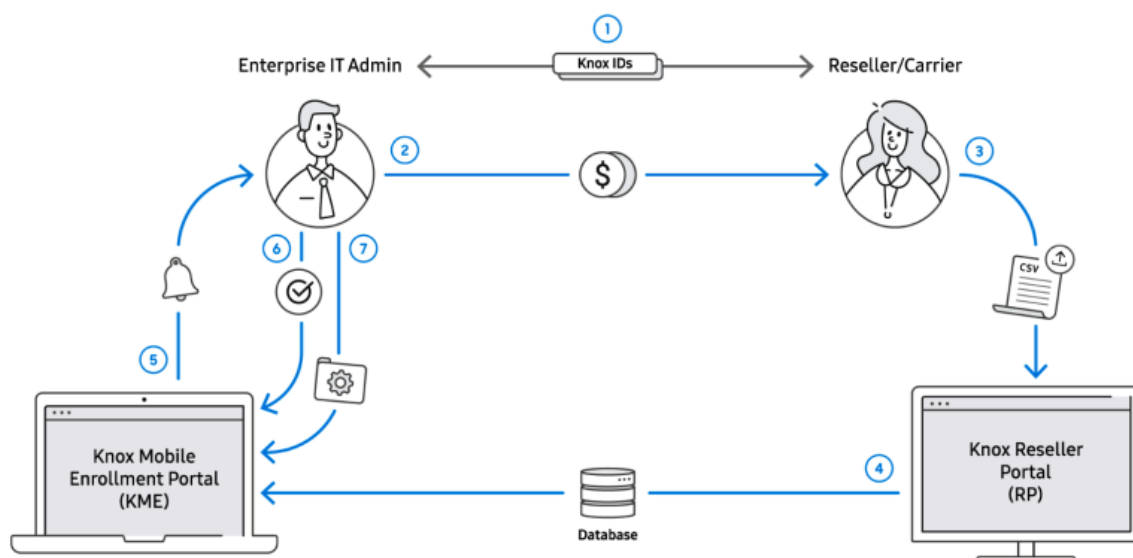 1
Enterprise IT Admin
Knox IDs
Reseller/Carrier
2
$
3
6
7
CSV
5
Knox Mobile
Enrollment Portal
(KME)
Knox Reseller
Portal
(RP)
4
Database